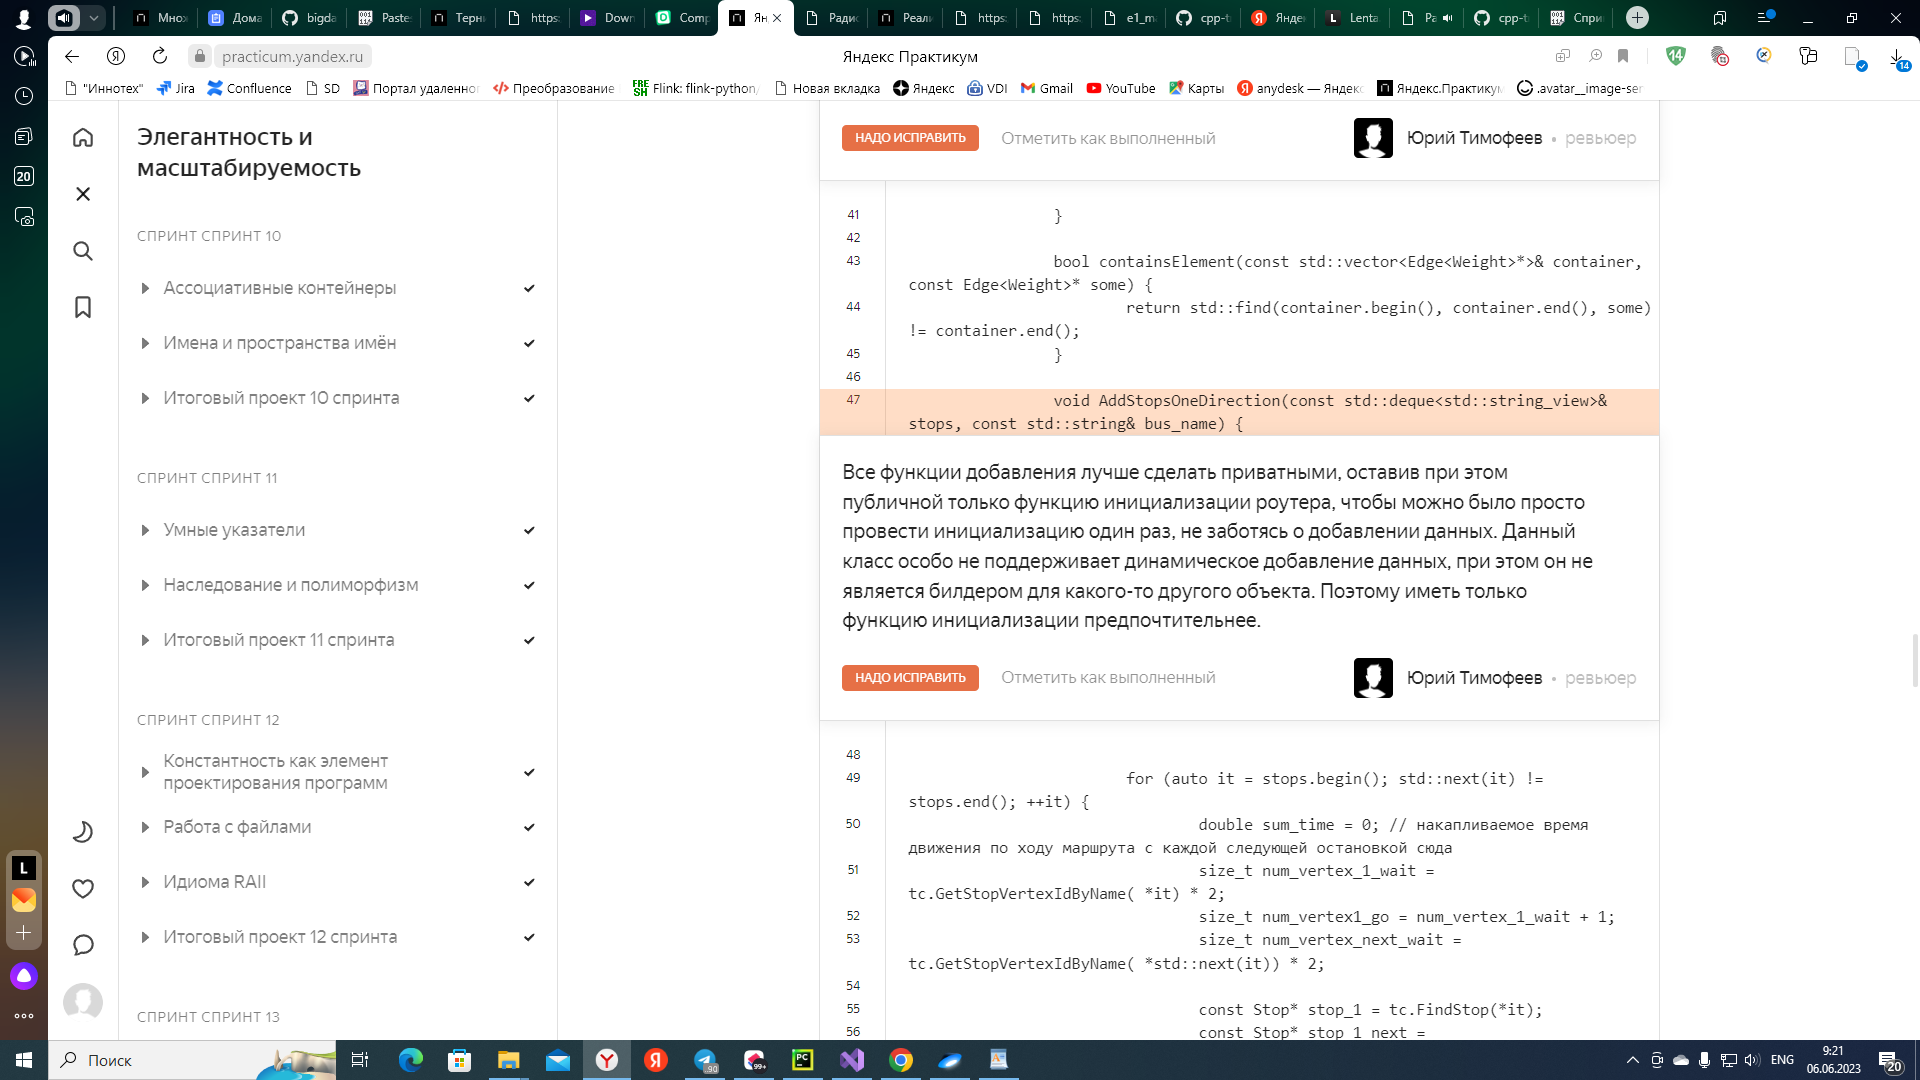 Мно
Дома
bigda
Paste
Терн
https:
Down
Comp
Ян
Ради
Реал
https:
https:
e1_m
cpp-t
Янде
Lenta
Ра
cpp-t
Спри
practicum.yandex.ru
Яндекс Практикум
14
14
"Иннотех"
Jira
Confluence
SD
Портал удаленног
Преобразование
Flink: flink-python
Новая вкладка
Яндекс
VDI
Gmail
YouTube
Карты
anydesk — Яндекс
Яндекс.Практику
.avatar__image-ser
20
Элегантность и
масштабируемость
СПРИНТ СПРИНТ 10
Ассоциативные контейнеры
Имена и пространства имён
Итоговый проект 10 спринта
СПРИНТ СПРИНТ 11
Умные указатели
Наследование и полиморфизм
Итоговый проект 11 спринта
СПРИНТ СПРИНТ 12
Константность как элемент
проектирования программ
Работа с файлами
Идиома RAII
Итоговый проект 12 спринта
СПРИНТ СПРИНТ 13
НАДО ИСПРАВИТЬ Отметить как выполненный Юрий Тимофеев • ревьюер
41 }
42
43 bool containsElement(const std::vector<Edge<Weight>*>& container,
const Edge<Weight>* some) {
44 return std::find(container.begin(), container.end(), some)
!= container.end();
45 }
46
47 void AddStopsOneDirection(const std::deque<std::string_view>&
stops, const std::string& bus_name) {
Все функции добавления лучше сделать приватными, оставив при этом
публичной только функцию инициализации роутера, чтобы можно было просто
провести инициализацию один раз, не заботясь о добавлении данных. Данный
класс особо не поддерживает динамическое добавление данных, при этом он не
является билдером для какого-то другого объекта. Поэтому иметь только
функцию инициализации предпочтительнее.
НАДО ИСПРАВИТЬ Отметить как выполненный Юрий Тимофеев • ревьюер
48
49 for (auto it = stops.begin(); std::next(it) !=
stops.end(); ++it) {
50 double sum_time = 0; // накапливаемое время
движения по ходу маршрута с каждой следующей остановкой сюда
51 size_t num_vertex_1_wait =
tc.GetStopVertexIdByName( *it) * 2;
52 size_t num_vertex1_go = num_vertex_1_wait + 1;
53 size_t num_vertex_next_wait =
tc.GetStopVertexIdByName( *std::next(it)) * 2;
54
55 const Stop* stop_1 = tc.FindStop(*it);
56 const Stop* stop_1_next =
Поиск
.90
99+
ENG
9:21
06.06.2023
20